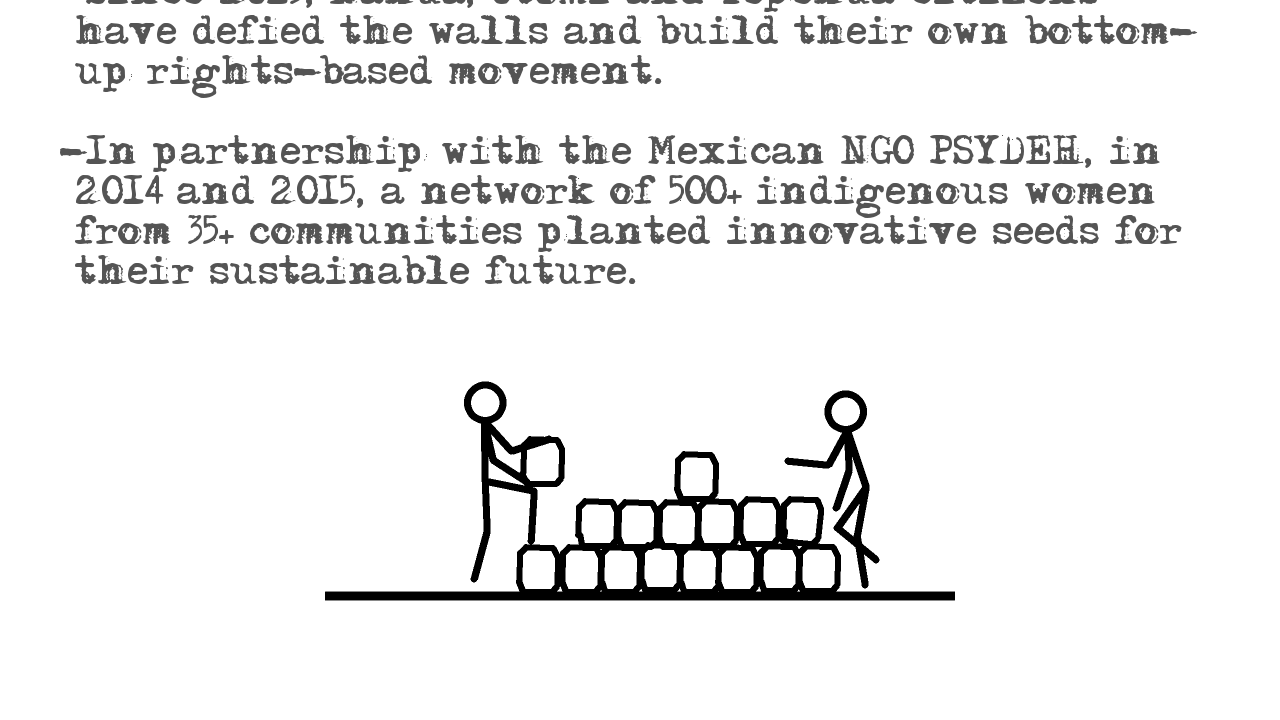 and
have defied the walls and build their own bottom-
up rights-based movement.
-In partnership with the Mexican NGO PSYDEH, in
2014 and 2015, a network of 500+ indigenous women
from 35+ communities planted innovative seeds for
their sustainable future.